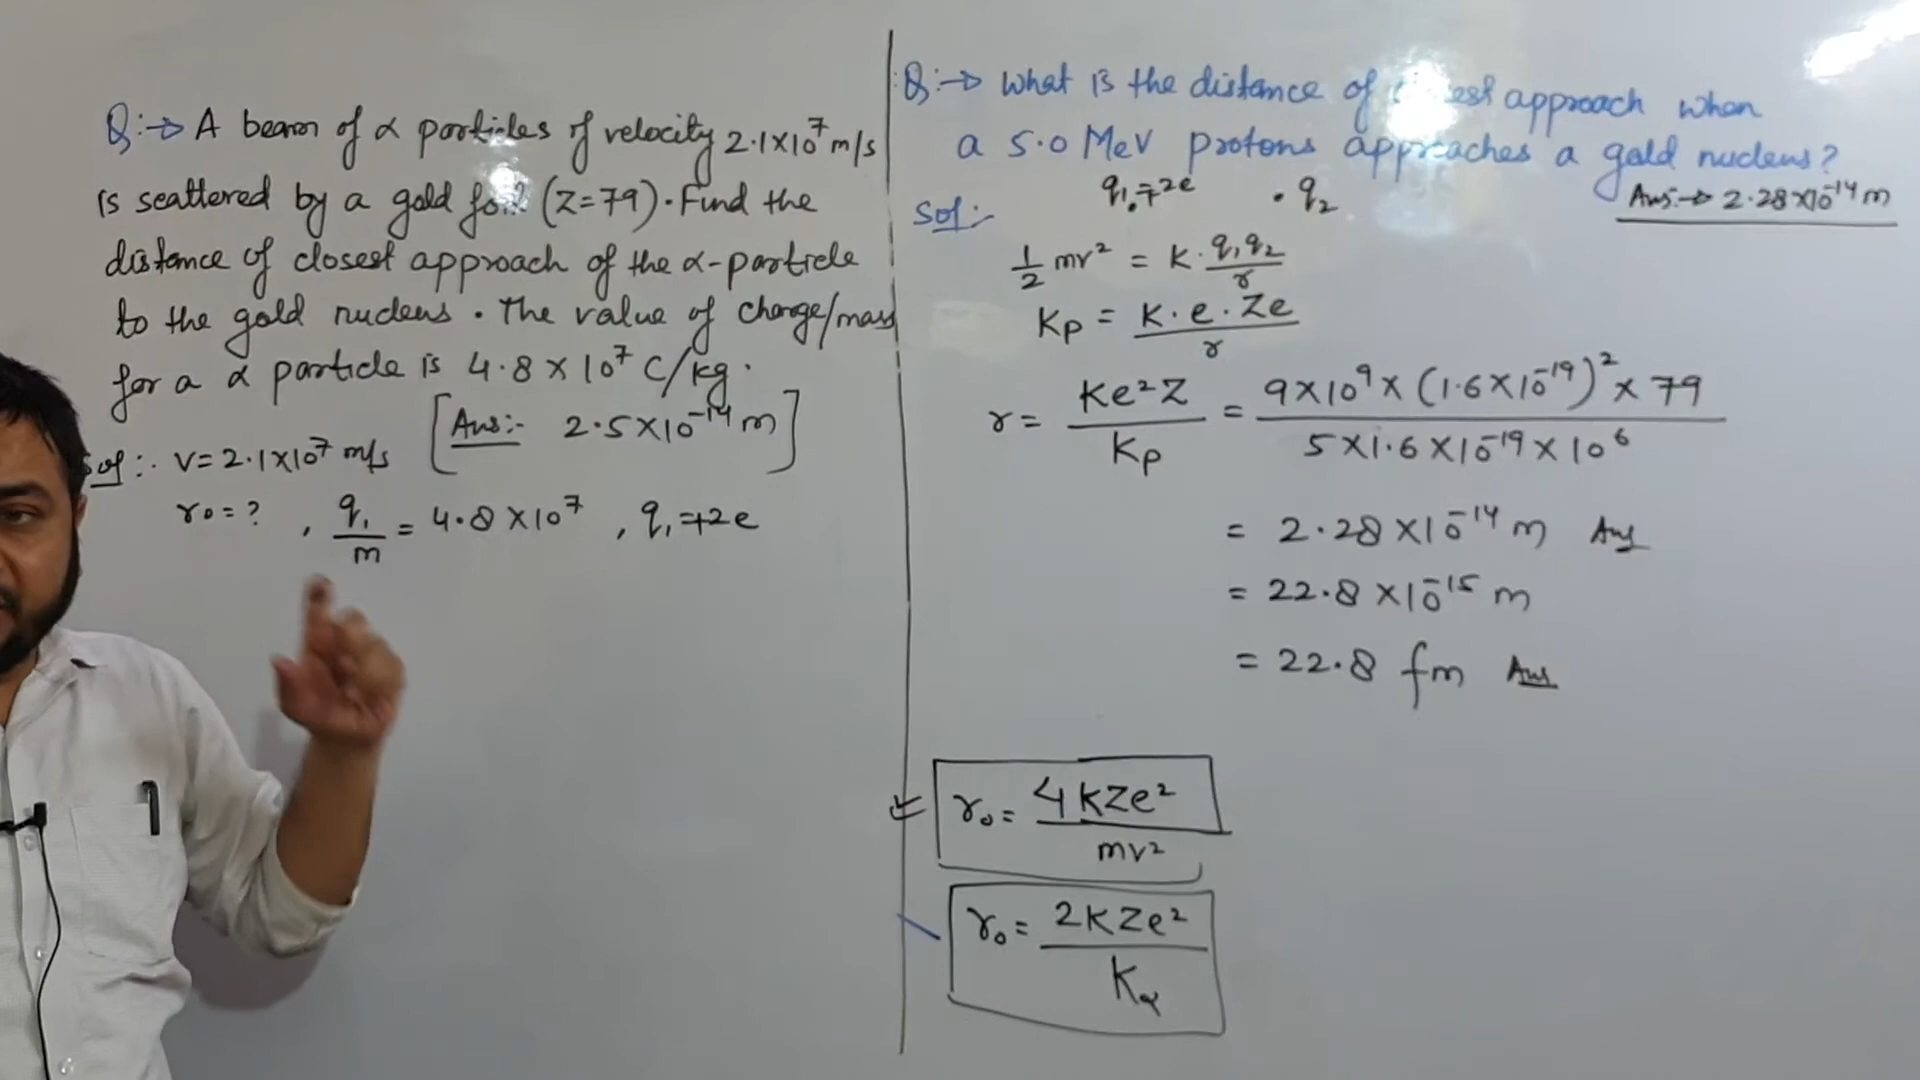 Q:→ A beam of α particles of velocity 2.1×10⁷ m/s
is scattered by a gold foil (Z=79). Find the
distance of closest approach of the α-particle
to the gold nucleus. The value of charge/mass
for a α particle is 4.8 × 10⁷ C/kg.
[Ans:- 2.5×10⁻¹⁴ m]
Sol:. V = 2.1×10⁷ m/s
r₀ = ? , q₁/m = 4.8 ×10⁷ , q₁=+2e
Q:→ What is the distance of closest approach when
a 5.0 MeV protons approaches a gold nucleus?
Ans:→ 2.28×10⁻¹⁴ m
Sol:-
q₁=+2e . q₂
1/2 mv² = K. q₁q₂/r
Kp = K.e.Ze/r
r = Ke²Z/Kp = 9×10⁹×(1.6×10⁻¹⁹)²×79/5×1.6×10⁻¹⁹×10⁶
= 2.28×10⁻¹⁴ m Ans
= 22.8 ×10⁻¹⁵ m
= 22.8 fm Ans
r₀ = 4KZe²/mv²
r₀ = 2KZe²/Kα